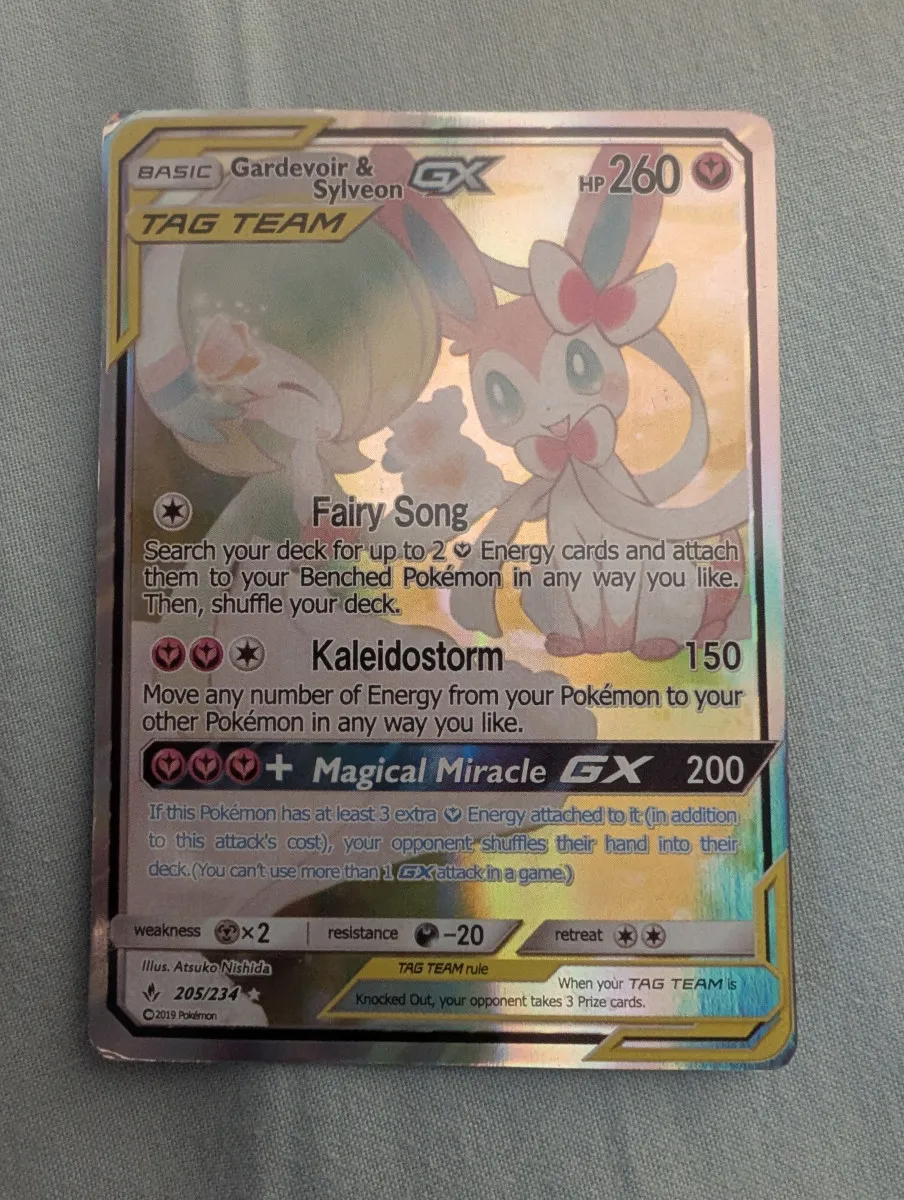 BASIC Gardevoir & Sylveon GX HP 260
TAG TEAM
Fairy Song
Search your deck for up to 2 Energy cards and attach
them to your Benched Pokémon in any way you like.
Then, shuffle your deck.
Kaleidostorm 150
Move any number of Energy from your Pokémon to your
other Pokémon in any way you like.
+ Magical Miracle GX 200
If this Pokémon has at least 3 extra Energy attached to it (in addition
to this attack's cost), your opponent shuffles their hand into their
deck.(You can't use more than 1 GX attack in a game.)
weakness ×2 resistance -20 retreat
Illus. Atsuko Nishida
205/234
©2019 Pokémon
TAG TEAM rule
When your TAG TEAM is
Knocked Out, your opponent takes 3 Prize cards.